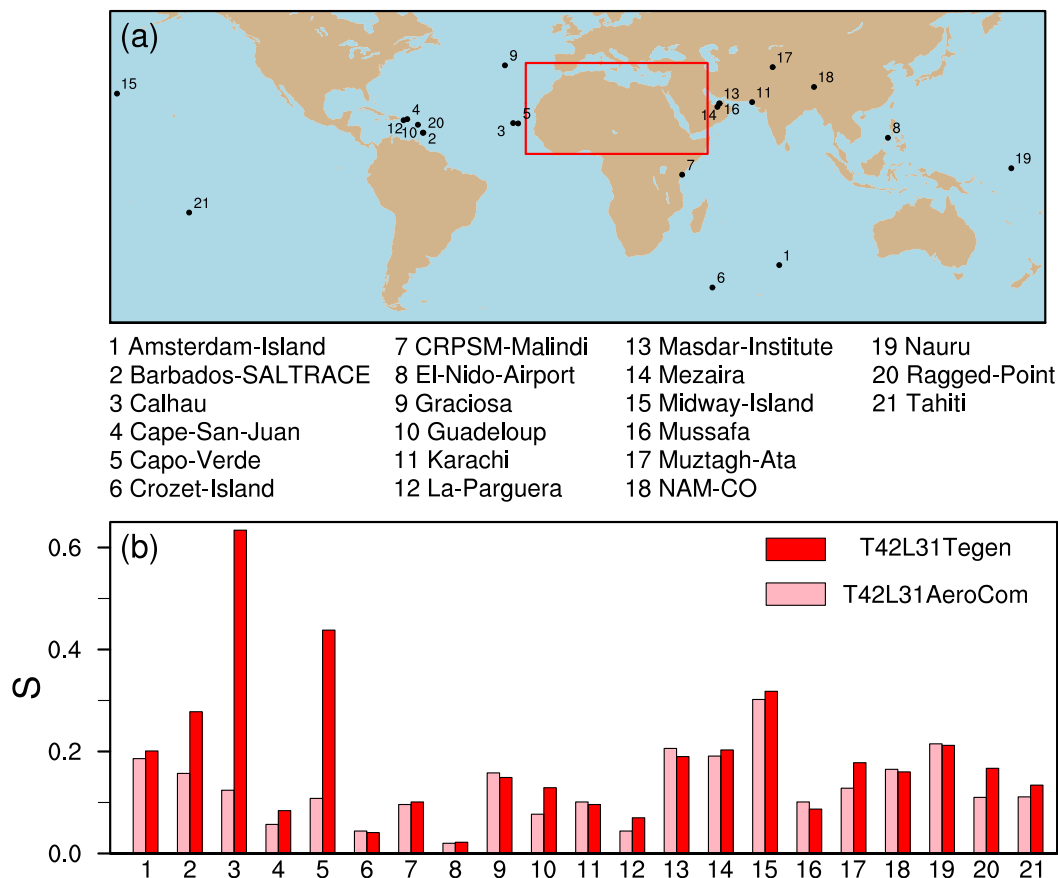 (a)
9
17
15
18
13
11
4
5
16
20
14
12
3
10
2
8
7
19
21
1
6
1 Amsterdam-Island 7 CRPSM-Malindi 13 Masdar-Institute 19 Nauru
2 Barbados-SALTRACE 8 El-Nido-Airport 14 Mezaira 20 Ragged-Point
3 Calhau 9 Graciosa 15 Midway-Island 21 Tahiti
4 Cape-San-Juan 10 Guadeloup 16 Mussafa
5 Capo-Verde 11 Karachi 17 Muztagh-Ata
6 Crozet-Island 12 La-Parguera 18 NAM-CO
(b)
T42L31Tegen
T42L31AeroCom
S
0.6
0.4
0.2
0.0
1 2 3 4 5 6 7 8 9 10 11 12 13 14 15 16 17 18 19 20 21